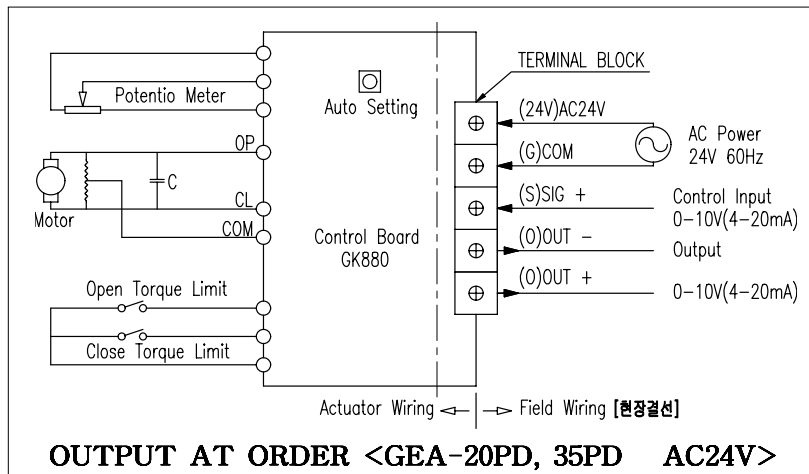 TERMINAL BLOCK
Potentio Meter
Auto Setting
(24V)AC24V
AC Power
24V 60Hz
OP
(G)COM
C
(S)SIG +
Control Input
0-10V(4-20mA)
CL
Motor
COM
Control Board
GK880
(O)OUT -
Output
(O)OUT +
0-10V(4-20mA)
Open Torque Limit
Close Torque Limit
Actuator Wiring
Field Wiring [현장결선]
OUTPUT AT ORDER <GEA-20PD, 35PD AC24V>